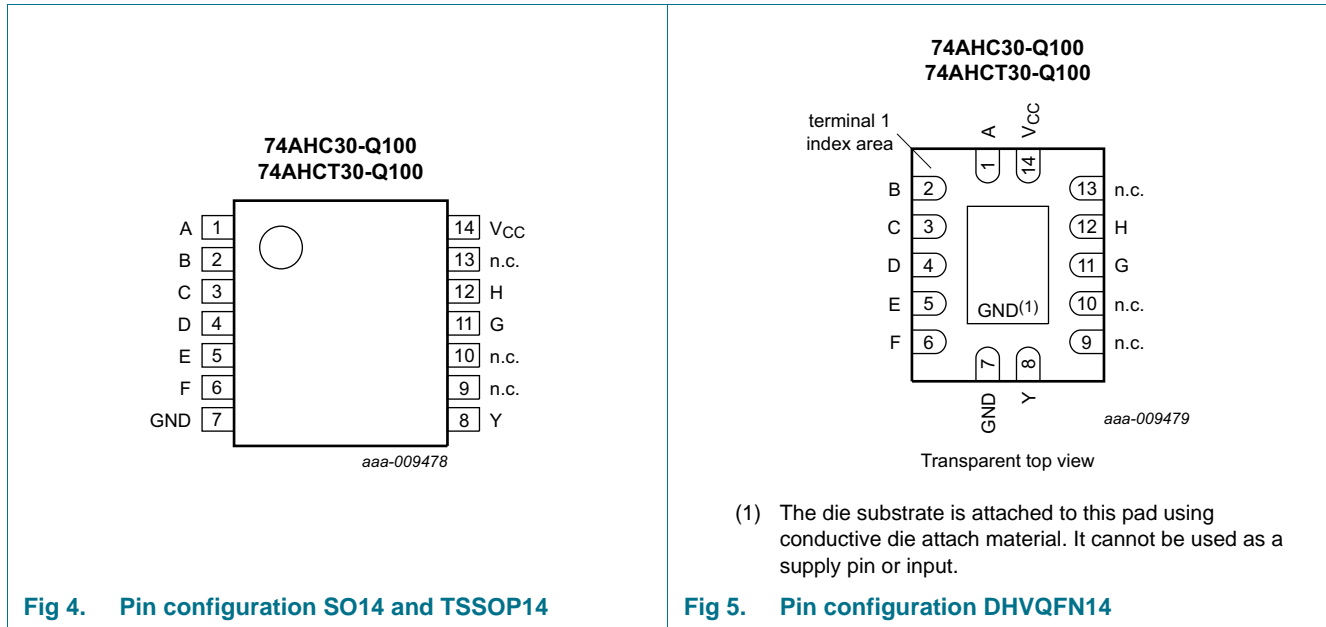 74AHC30-Q100
74AHCT30-Q100
A 1
B 2
C 3
D 4
E 5
F 6
GND 7
14 VCC
13 n.c.
12 H
11 G
10 n.c.
9 n.c.
8 Y
aaa-009478
Fig 4. Pin configuration SO14 and TSSOP14
74AHC30-Q100
74AHCT30-Q100
terminal 1
index area
A
VCC
1
14
B 2
C 3
D 4
E 5
F 6
13 n.c.
12 H
11 G
10 n.c.
9 n.c.
GND(1)
7
8
GND
Y
aaa-009479
Transparent top view
(1) The die substrate is attached to this pad using
conductive die attach material. It cannot be used as a
supply pin or input.
Fig 5. Pin configuration DHVQFN14